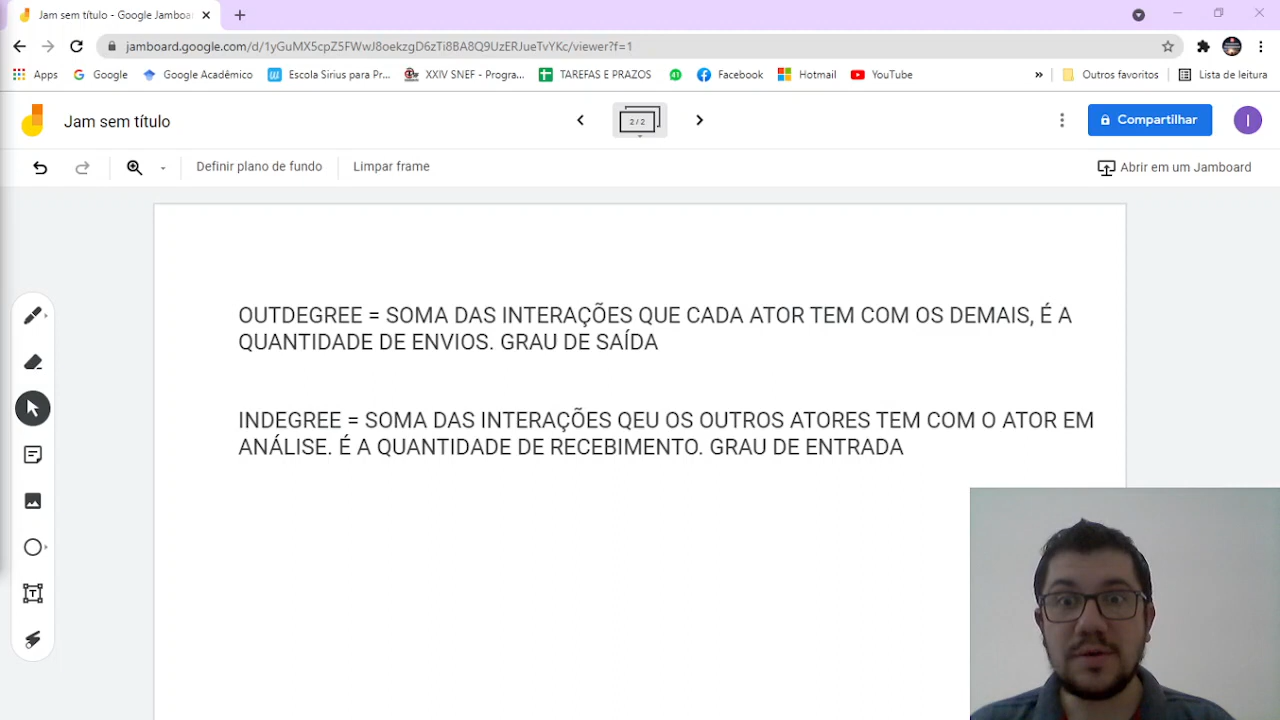 Jam sem título - Google Jamboa
jamboard.google.com/d/1yGuMX5cpZ5FWwJ8oekzgD6zTi8BA8Q9UzERJueTvYKc/viewer?f=1
Apps Google Google Acadêmico Escola Sirius para Pr... XXIV SNEF - Progra... TAREFAS E PRAZOS 41 Facebook Hotmail YouTube » Outros favoritos Lista de leitura
Jam sem título
2 / 2
Compartilhar
I
Definir plano de fundo
Limpar frame
Abrir em um Jamboard
OUTDEGREE = SOMA DAS INTERAÇÕES QUE CADA ATOR TEM COM OS DEMAIS, É A
QUANTIDADE DE ENVIOS. GRAU DE SAÍDA
INDEGREE = SOMA DAS INTERAÇÕES QEU OS OUTROS ATORES TEM COM O ATOR EM
ANÁLISE. É A QUANTIDADE DE RECEBIMENTO. GRAU DE ENTRADA